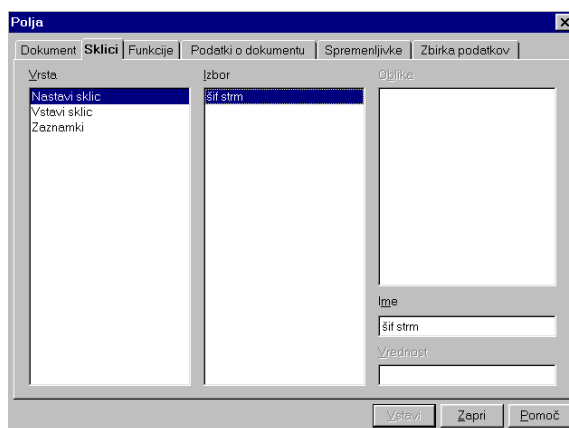 Polja
Dokument Sklici Funkcije Podatki o dokumentu Spremenljivke Zbirka podatkov
Vrsta Izbor Oblika
Nastavi sklic šif strm
Vstavi sklic
Zaznamki
Ime
šif strm
Vrednost
Vstavi Zapri Pomoč